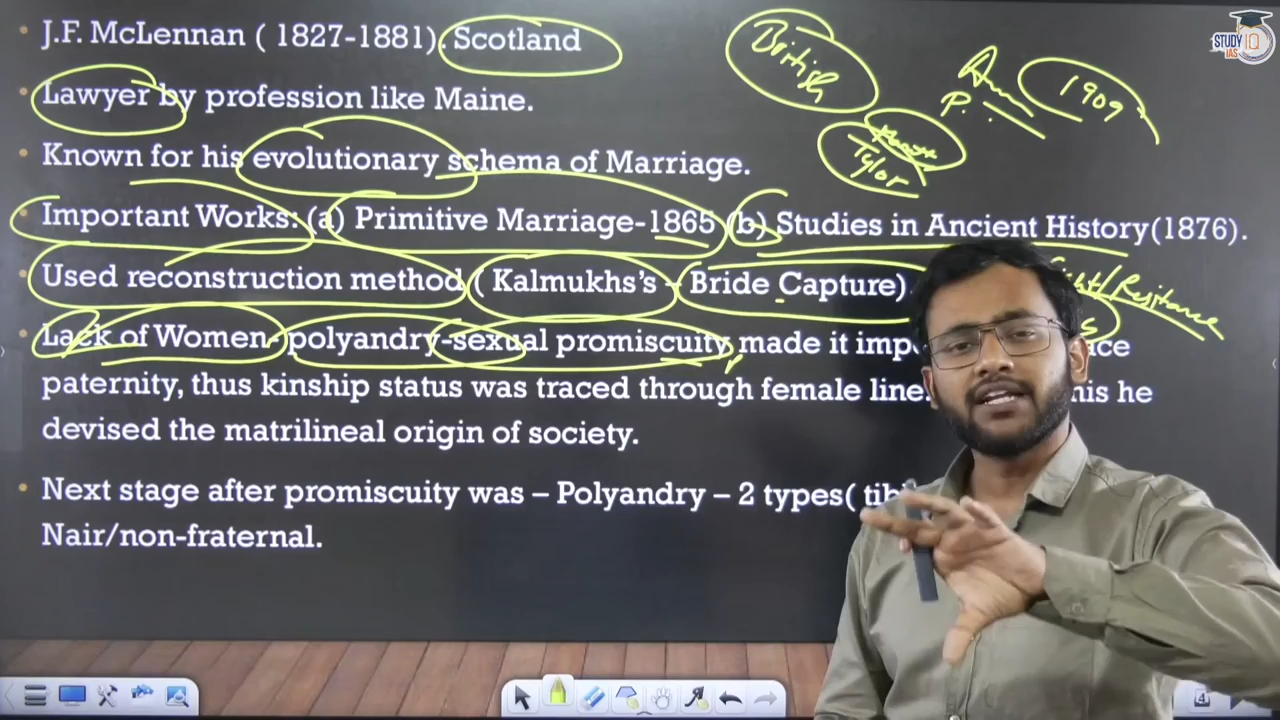 J.F. McLennan ( 1827-1881). Scotland
British
1909
P.
STUDY IQ
IAS
Lawyer by profession like Maine.
Tylor
Known for his evolutionary schema of Marriage.
Important Works: (a) Primitive Marriage-1865 (b) Studies in Ancient History(1876).
Used reconstruction method ( Kalmukhs's – Bride Capture)
/Resistance
Lack of Women- polyandry-sexual promiscuity, made it
paternity, thus kinship status was traced through female line. he
devised the matrilineal origin of society.
Next stage after promiscuity was – Polyandry – 2 types(
Nair/non-fraternal.